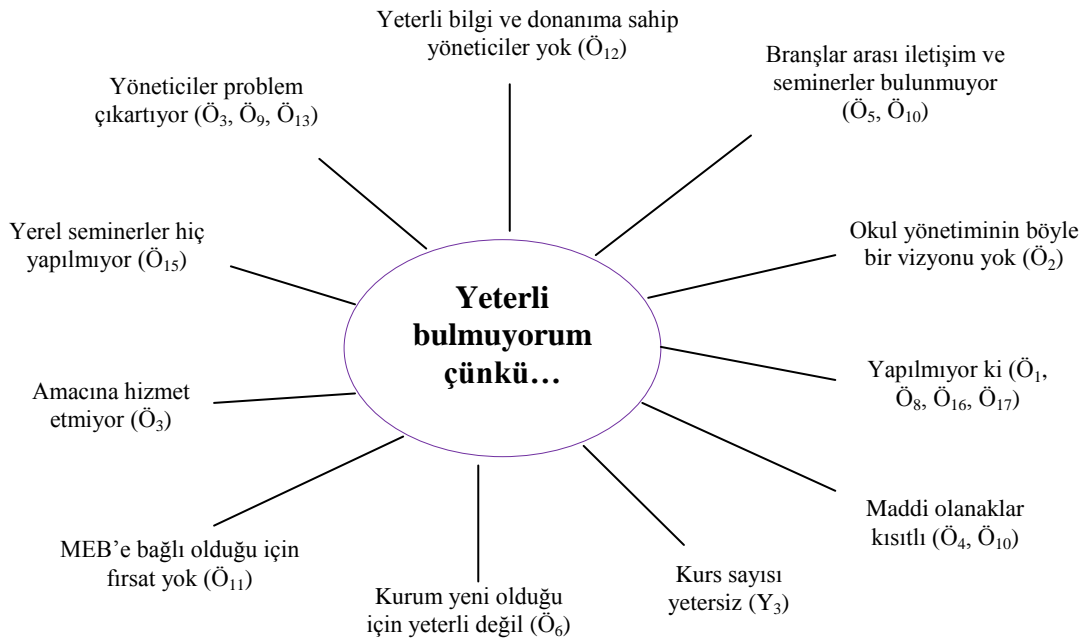 Yeterli bilgi ve donanıma sahip
yöneticiler yok (Ö₁₂)
Branşlar arası iletişim ve
seminerler bulunmuyor
(Ö₅, Ö₁₀)
Yöneticiler problem
çıkartıyor (Ö₃, Ö₉, Ö₁₃)
Yerel seminerler hiç
yapılmıyor (Ö₁₅)
Okul yönetiminin böyle
bir vizyonu yok (Ö₂)
Yeterli
bulmuyorum
çünkü…
Yapılmıyor ki (Ö₁,
Ö₈, Ö₁₆, Ö₁₇)
Amacına hizmet
etmiyor (Ö₃)
Maddi olanaklar
kısıtlı (Ö₄, Ö₁₀)
MEB’e bağlı olduğu için
fırsat yok (Ö₁₁)
Kurs sayısı
yetersiz (Y₃)
Kurum yeni olduğu
için yeterli değil (Ö₆)